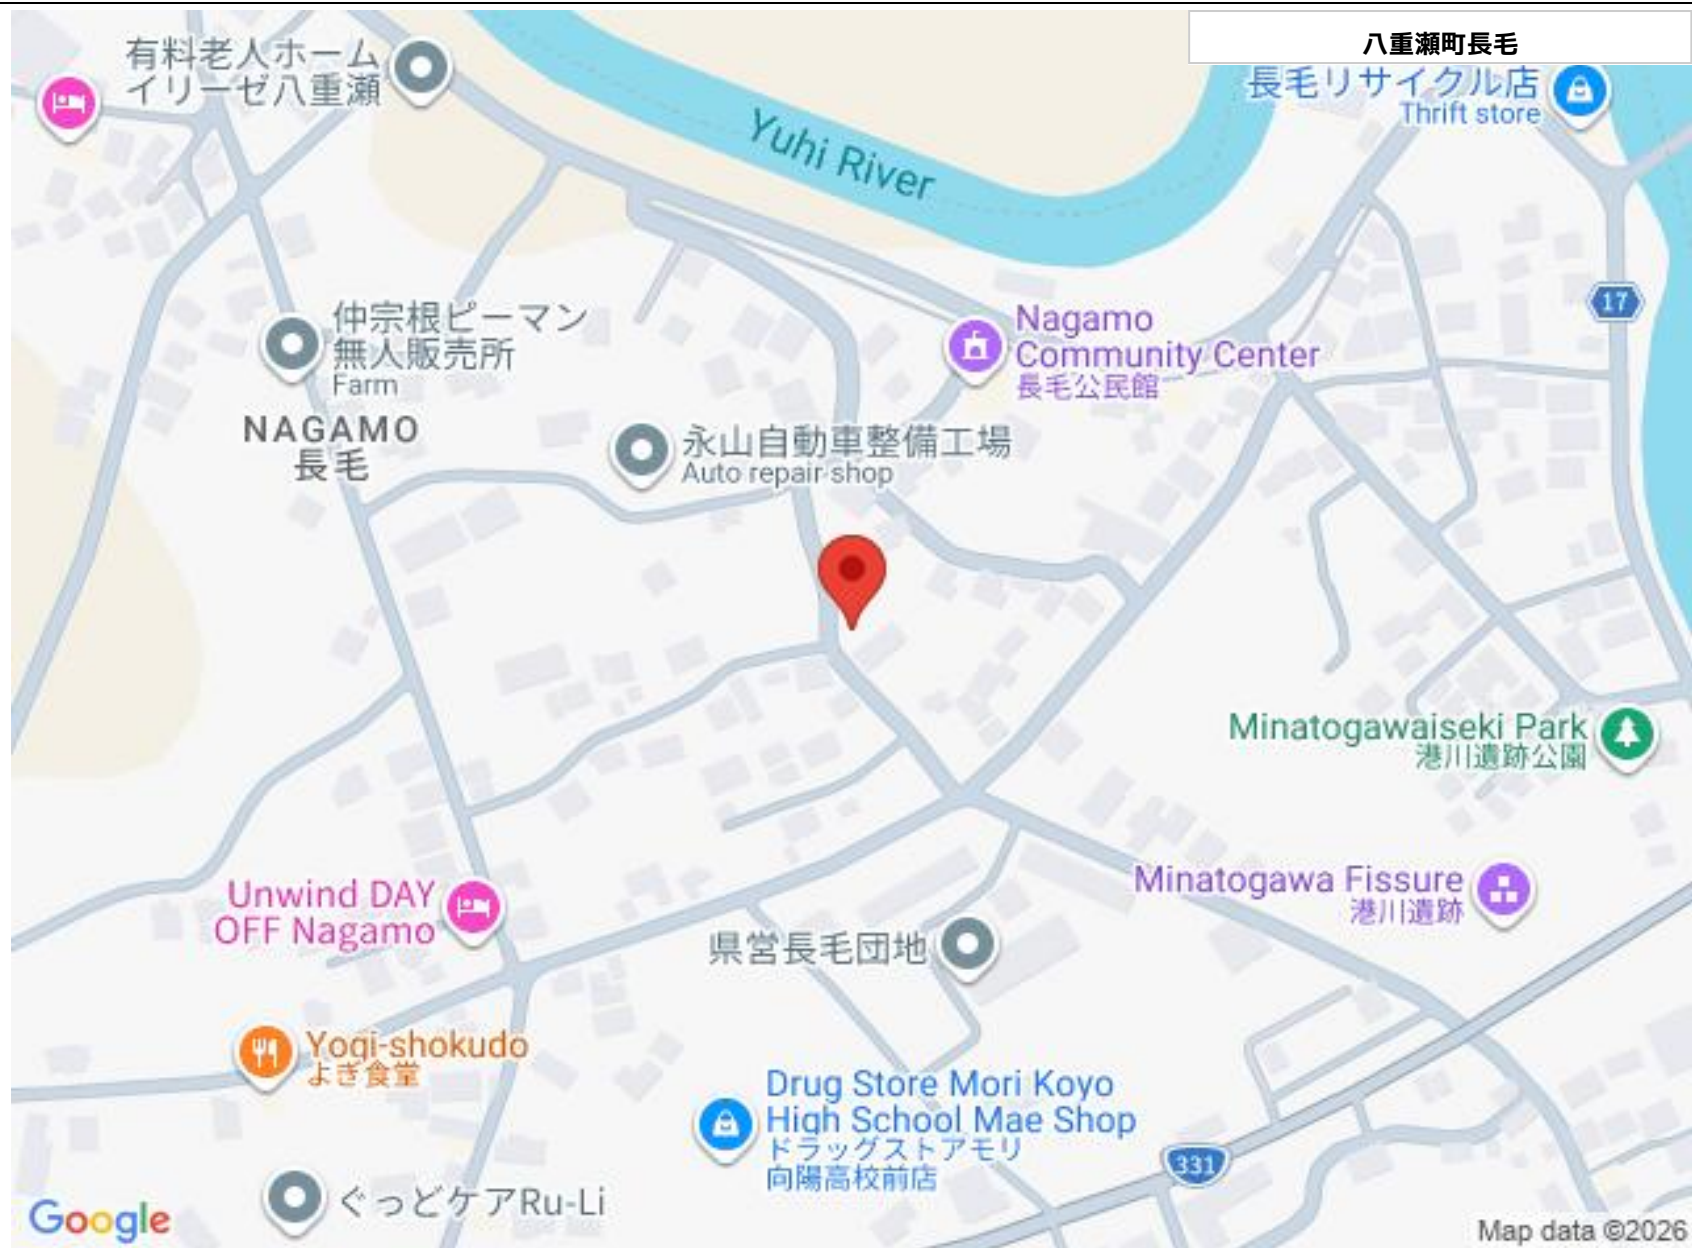 八重瀬町長毛
有料老人ホーム
イリーゼ八重瀬
長毛リサイクル店
Thrift store
Yuhi River
17
仲宗根ピーマン
無人販売所
Farm
Nagamo
Community Center
長毛公民館
NAGAMO
長毛
永山自動車整備工場
Auto repair shop
Minatogawaiseki Park
港川遺跡公園
Minatogawa Fissure
港川遺跡
Unwind DAY
OFF Nagamo
県営長毛団地
Yogi-shokudo
よぎ食堂
Drug Store Mori Koyo
High School Mae Shop
ドラッグストアモリ
向陽高校前店
331
ぐっどケアRu-Li
Google
Map data ©2026